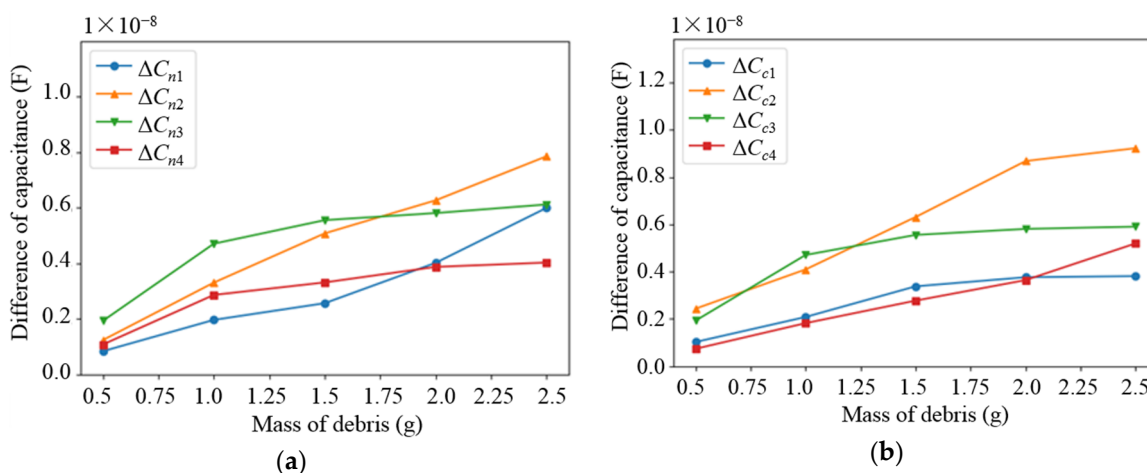 1×10⁻⁸
Difference of capacitance (F)
1.0
0.8
0.6
0.4
0.2
0.0
ΔCn1
ΔCn2
ΔCn3
ΔCn4
0.5 0.75 1.0 1.25 1.5 1.75 2.0 2.25 2.5
Mass of debris (g)
(a)
1×10⁻⁸
Difference of capacitance (F)
1.2
1.0
0.8
0.6
0.4
0.2
0.0
ΔCc1
ΔCc2
ΔCc3
ΔCc4
0.5 0.75 1.0 1.25 1.5 1.75 2.0 2.25 2.5
Mass of debris (g)
(b)